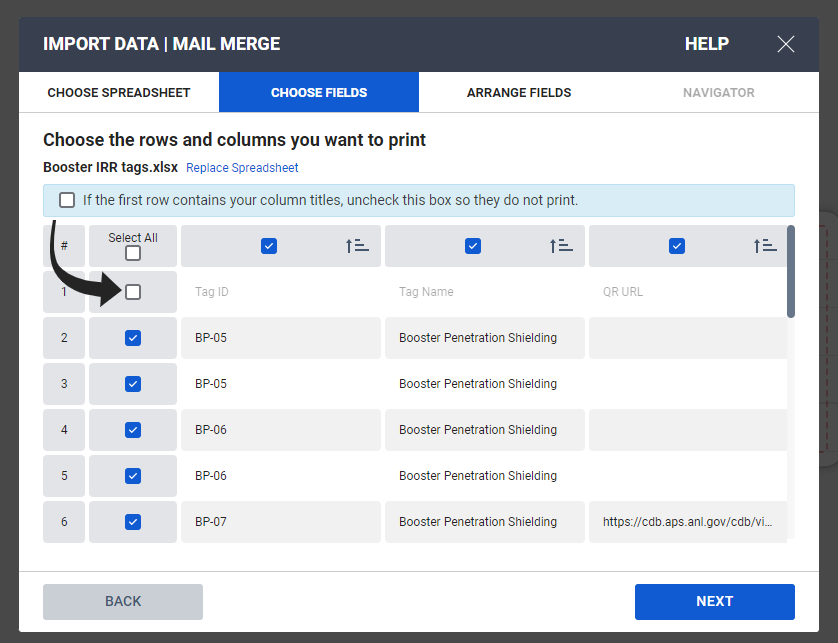 IMPORT DATA | MAIL MERGE HELP
CHOOSE SPREADSHEET CHOOSE FIELDS ARRANGE FIELDS NAVIGATOR
Choose the rows and columns you want to print
Booster IRR tags.xlsx Replace Spreadsheet
If the first row contains your column titles, uncheck this box so they do not print.
# Select All
1 Tag ID Tag Name QR URL
2 BP-05 Booster Penetration Shielding
3 BP-05 Booster Penetration Shielding
4 BP-06 Booster Penetration Shielding
5 BP-06 Booster Penetration Shielding
6 BP-07 Booster Penetration Shielding https://cdb.aps.anl.gov/cdb/vi...
BACK NEXT